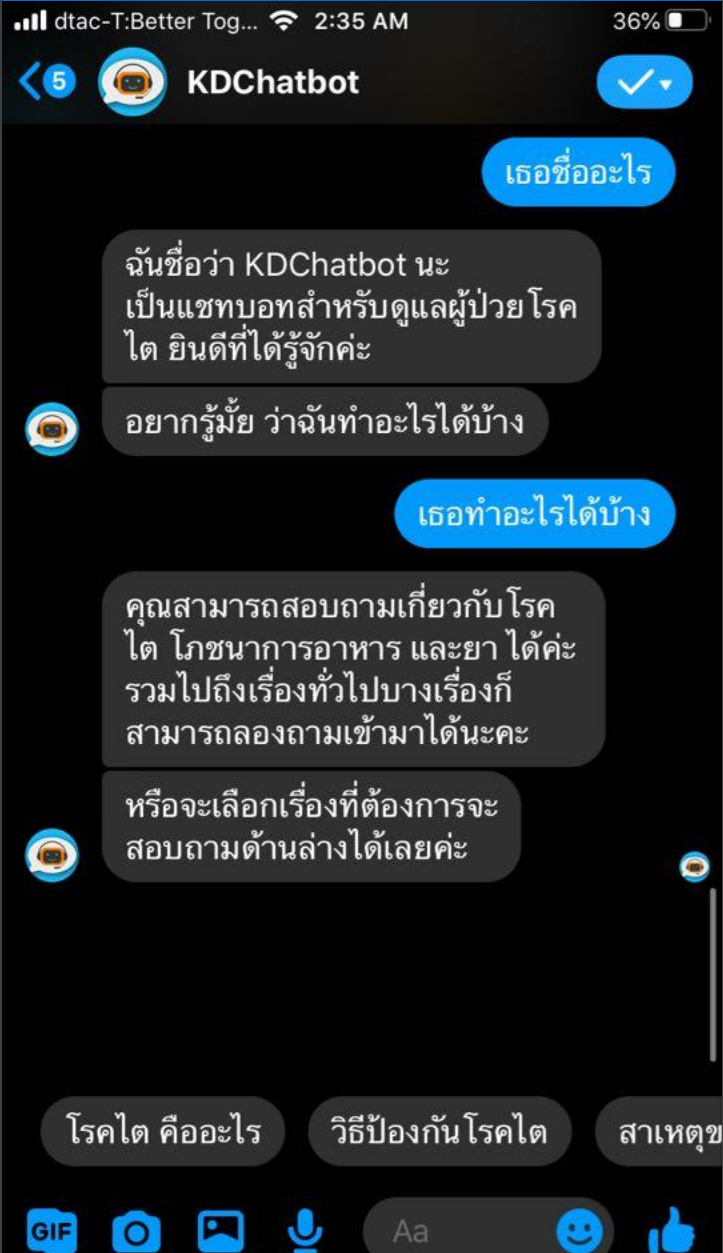 dtac-T:Better Tog... 2:35 AM 36%
5 KDChatbot
เธอชื่ออะไร
ฉันชื่อว่า KDChatbot นะ
เป็นแชทบอทสำหรับดูแลผู้ป่วยโรค
ไต ยินดีที่ได้รู้จักค่ะ
อยากรู้มั้ย ว่าฉันทำอะไรได้บ้าง
เธอทำอะไรได้บ้าง
คุณสามารถสอบถามเกี่ยวกับโรค
ไต โภชนาการอาหาร และยา ได้ค่ะ
รวมไปถึงเรื่องทั่วไปบางเรื่องก็
สามารถลองถามเข้ามาได้นะคะ
หรือจะเลือกเรื่องที่ต้องการจะ
สอบถามด้านล่างได้เลยค่ะ
โรคไต คืออะไร วิธีป้องกันโรคไต สาเหตุข
GIF Aa